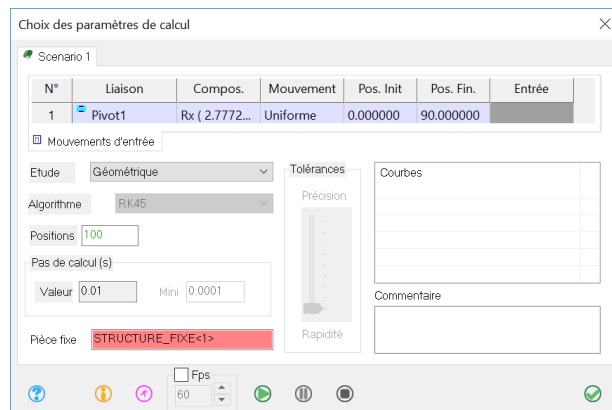 Choix des paramètres de calcul
Scenario 1
N° Liaison Compos. Mouvement Pos. Init Pos. Fin. Entrée
1 Pivot1 Rx ( 2.7772... Uniforme 0.000000 90.000000
Mouvements d'entrée
Etude Géométrique
Algorithme RK45
Positions 100
Pas de calcul (s)
Valeur 0.01 Mini 0.0001
Pièce fixe STRUCTURE_FIXE<1>
Tolérances
Précision
Rapidité
Courbes
Commentaire
Fps
60